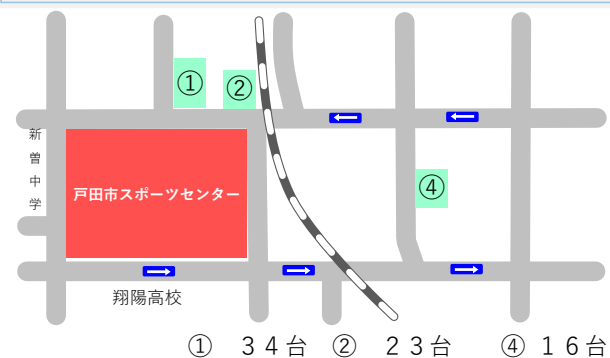 ①
②
新曽中学
戸田市スポーツセンター
④
翔陽高校
① ３４台 ② ２３台 ④ １６台